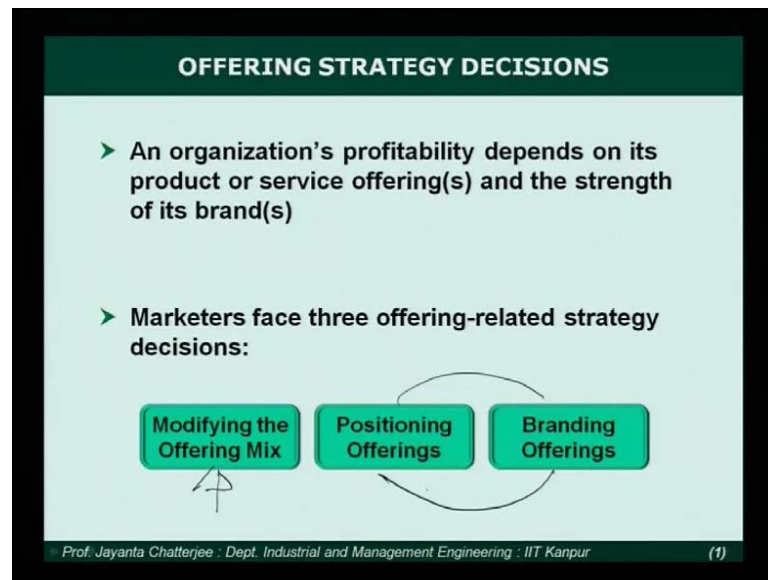 OFFERING STRATEGY DECISIONS
An organization's profitability depends on its
product or service offering(s) and the strength
of its brand(s)
Marketers face three offering-related strategy
decisions:
Modifying the
Offering Mix
Positioning
Offerings
Branding
Offerings
Prof. Jayanta Chatterjee : Dept. Industrial and Management Engineering : IIT Kanpur
(1)